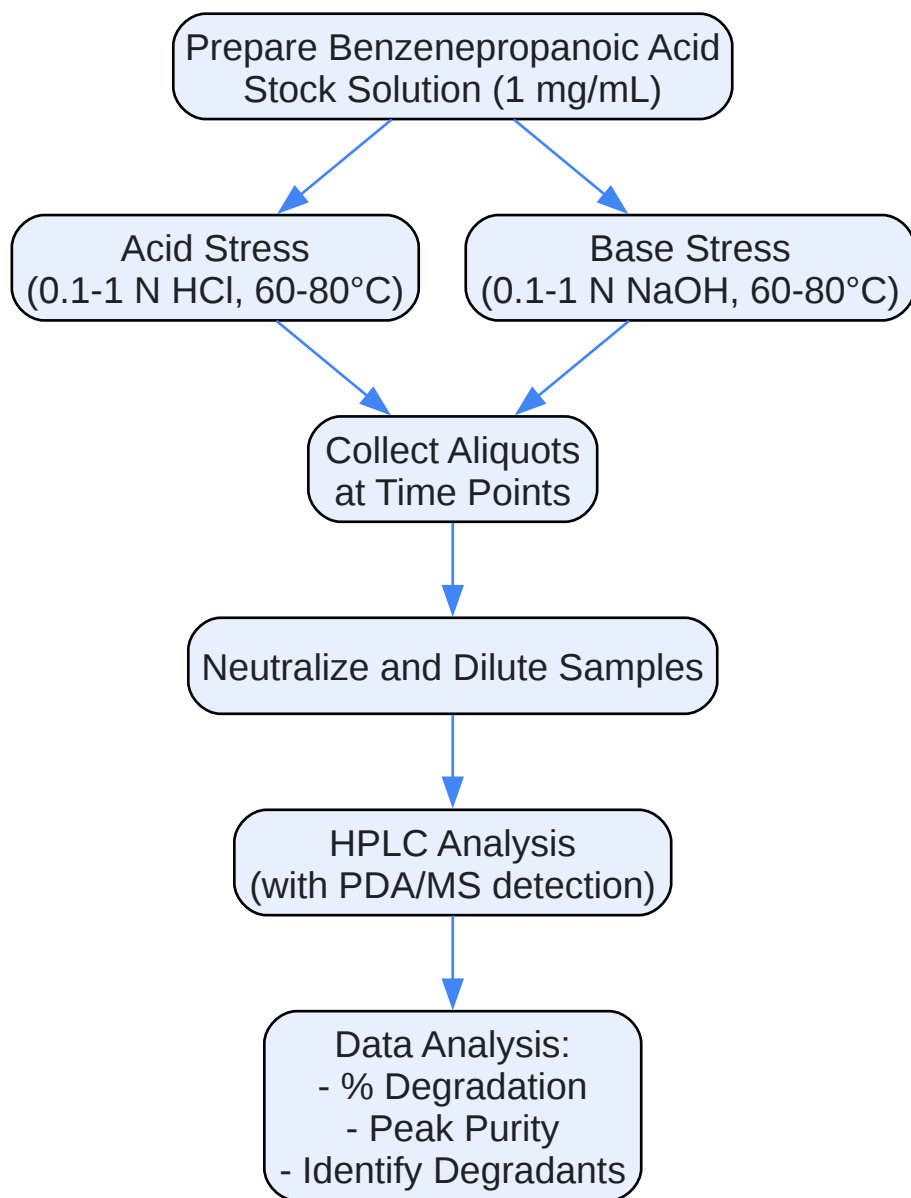 Prepare Benzenepropanoic Acid
Stock Solution (1 mg/mL)
Acid Stress
(0.1-1 N HCl, 60-80°C)
Base Stress
(0.1-1 N NaOH, 60-80°C)
Collect Aliquots
at Time Points
Neutralize and Dilute Samples
HPLC Analysis
(with PDA/MS detection)
Data Analysis:
- % Degradation
- Peak Purity
- Identify Degradants